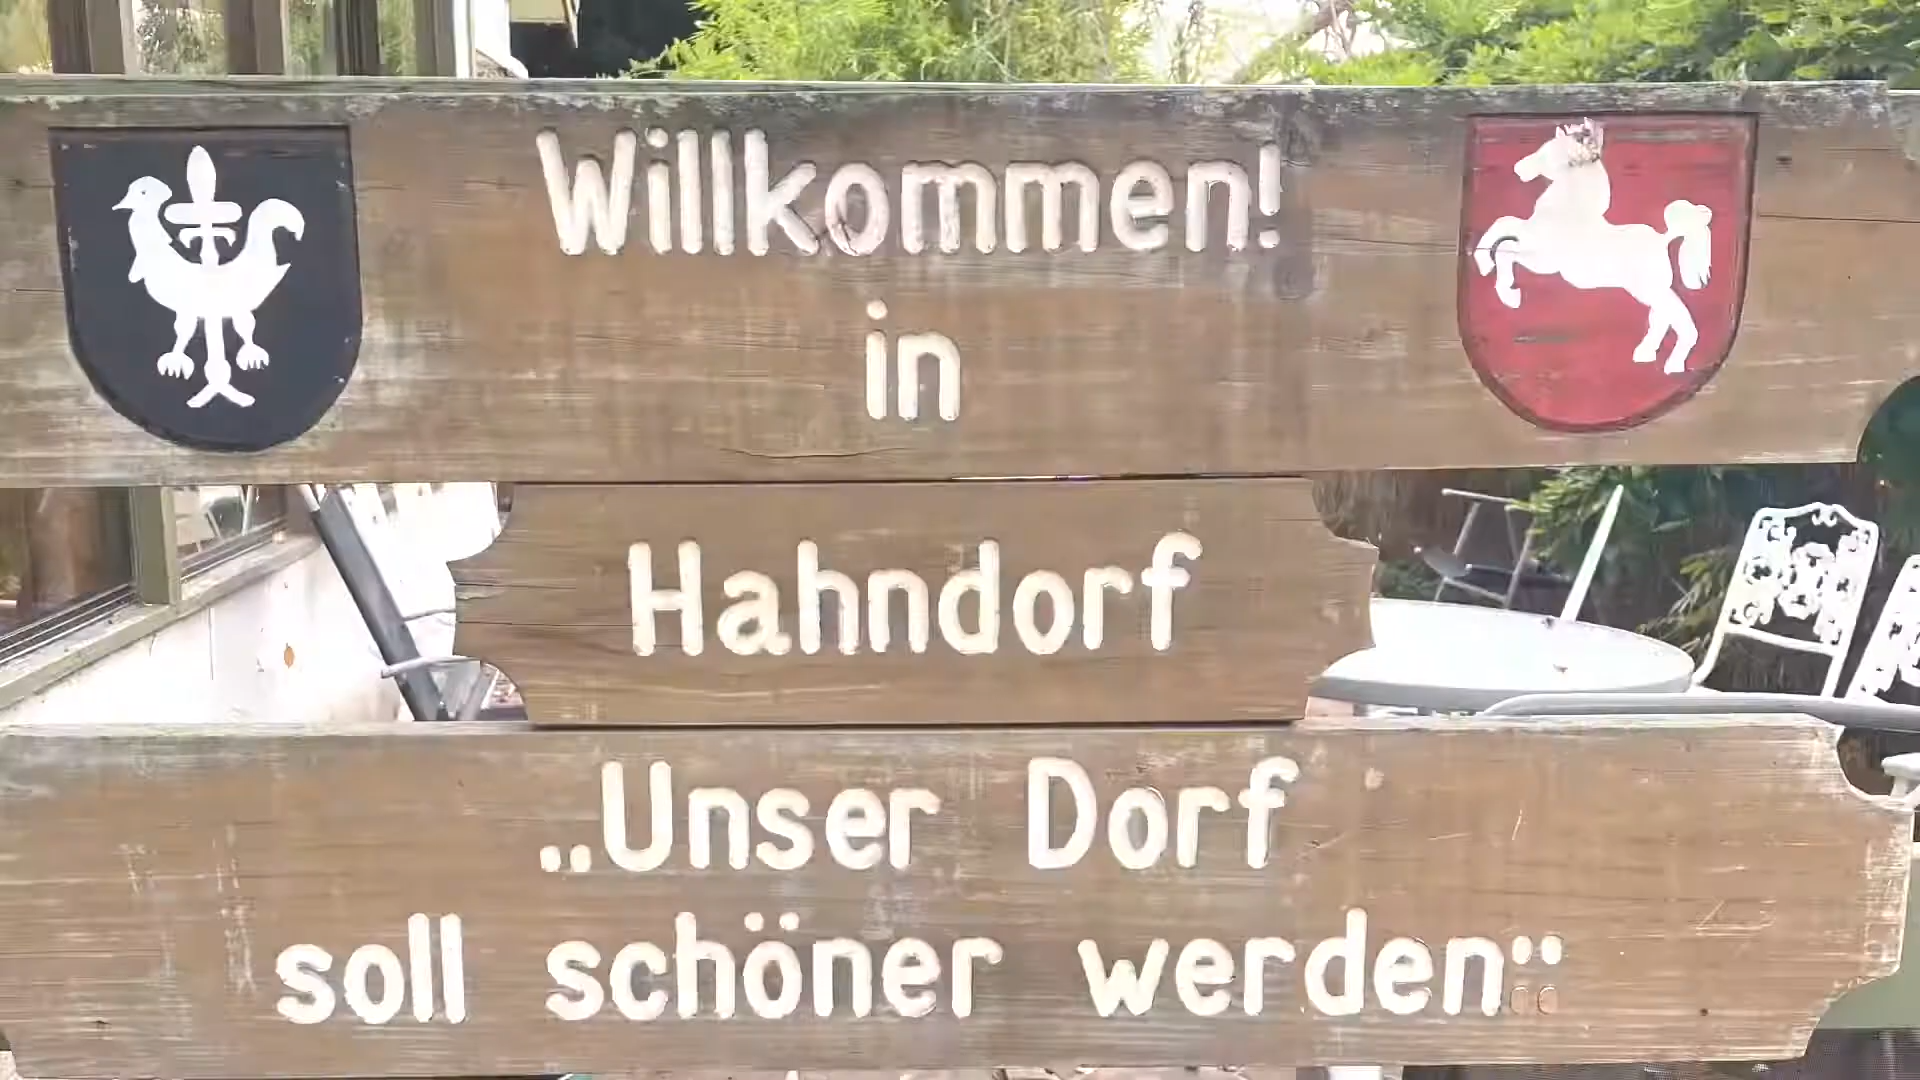 Willkommen!
in
Hahndorf
„Unser Dorf
soll schöner werden“